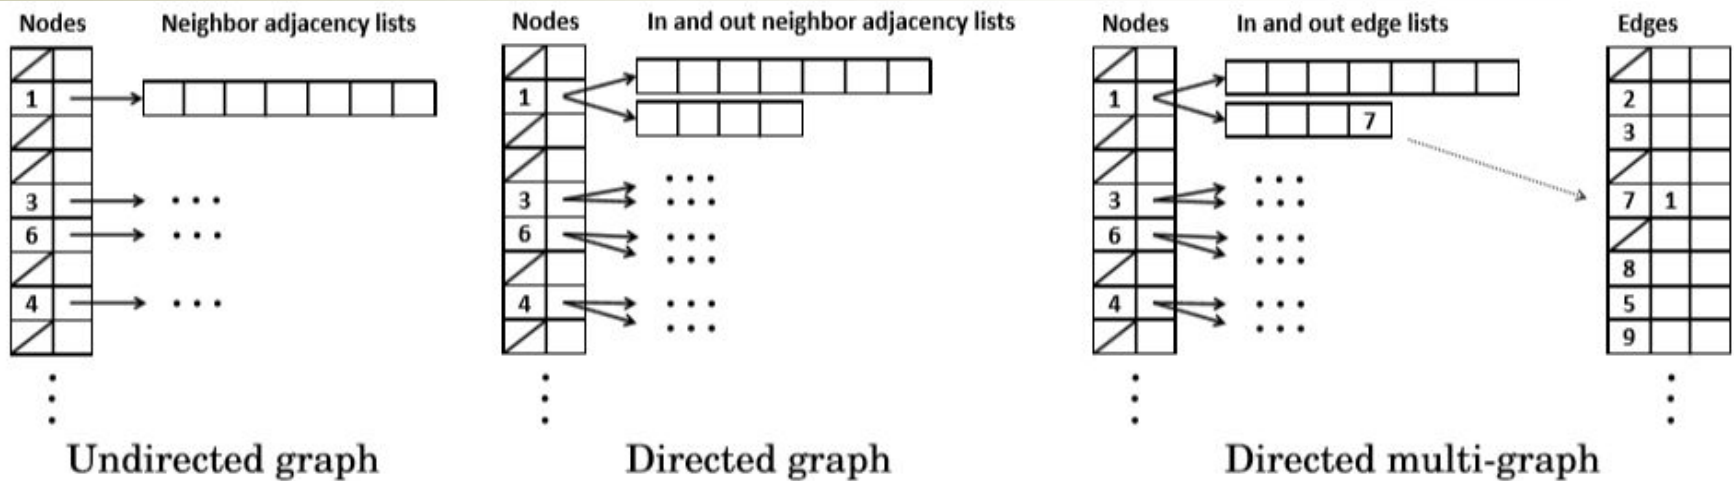 Nodes Neighbor adjacency lists
1
3 . . .
6 . . .
4 . . .
Undirected graph
Nodes In and out neighbor adjacency lists
1
3 . . .
. . .
6 . . .
. . .
4 . . .
. . .
Directed graph
Nodes In and out edge lists Edges
1
7
3 . . .
. . .
6 . . .
. . .
4 . . .
. . .
2
3
7 1
8
5
9
Directed multi-graph